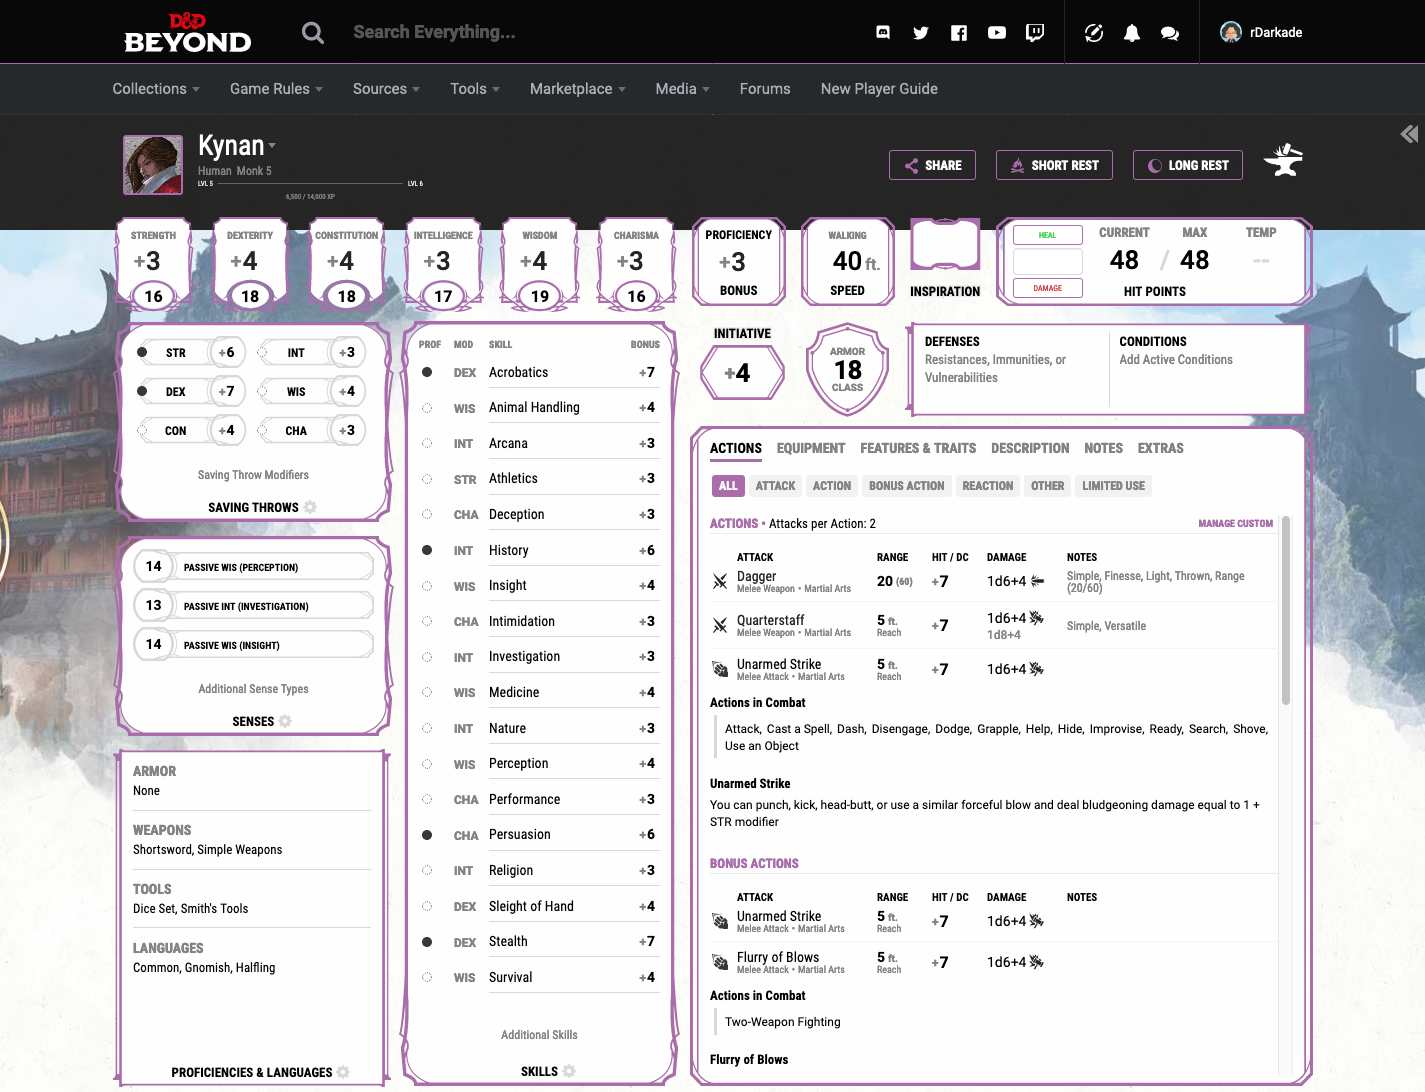 D&D
BEYOND
Search Everything...
rDarkade
Collections
Game Rules
Sources
Tools
Marketplace
Media
Forums
New Player Guide
Kynan
Human Monk 5
LVL 5
LVL 6
6,500 / 14,000 XP
SHARE
SHORT REST
LONG REST
STRENGTH
+3
16
DEXTERITY
+4
18
CONSTITUTION
+4
18
INTELLIGENCE
+3
17
WISDOM
+4
19
CHARISMA
+3
16
PROFICIENCY
+3
BONUS
WALKING
40 ft.
SPEED
INSPIRATION
HEAL
DAMAGE
CURRENT
MAX
TEMP
48 / 48
--
HIT POINTS
STR +6
INT +3
DEX +7
WIS +4
CON +4
CHA +3
Saving Throw Modifiers
SAVING THROWS
14 PASSIVE WIS (PERCEPTION)
13 PASSIVE INT (INVESTIGATION)
14 PASSIVE WIS (INSIGHT)
Additional Sense Types
SENSES
ARMOR
None
WEAPONS
Shortsword, Simple Weapons
TOOLS
Dice Set, Smith's Tools
LANGUAGES
Common, Gnomish, Halfling
PROFICIENCIES & LANGUAGES
PROF MOD SKILL BONUS
DEX Acrobatics +7
WIS Animal Handling +4
INT Arcana +3
STR Athletics +3
CHA Deception +3
INT History +6
WIS Insight +4
CHA Intimidation +3
INT Investigation +3
WIS Medicine +4
INT Nature +3
WIS Perception +4
CHA Performance +3
CHA Persuasion +6
INT Religion +3
DEX Sleight of Hand +4
DEX Stealth +7
WIS Survival +4
Additional Skills
SKILLS
INITIATIVE
+4
ARMOR
18
CLASS
DEFENSES
Resistances, Immunities, or
Vulnerabilities
CONDITIONS
Add Active Conditions
ACTIONS EQUIPMENT FEATURES & TRAITS DESCRIPTION NOTES EXTRAS
ALL ATTACK ACTION BONUS ACTION REACTION OTHER LIMITED USE
ACTIONS • Attacks per Action: 2
MANAGE CUSTOM
ATTACK RANGE HIT / DC DAMAGE NOTES
Dagger 20 (60) +7 1d6+4 Simple, Finesse, Light, Thrown, Range
Melee Weapon • Martial Arts (20/60)
Quarterstaff 5 ft. +7 1d6+4 Simple, Versatile
Melee Weapon • Martial Arts Reach 1d8+4
Unarmed Strike 5 ft. +7 1d6+4
Melee Attack • Martial Arts Reach
Actions in Combat
Attack, Cast a Spell, Dash, Disengage, Dodge, Grapple, Help, Hide, Improvise, Ready, Search, Shove,
Use an Object
Unarmed Strike
You can punch, kick, head-butt, or use a similar forceful blow and deal bludgeoning damage equal to 1 +
STR modifier
BONUS ACTIONS
ATTACK RANGE HIT / DC DAMAGE NOTES
Unarmed Strike 5 ft. +7 1d6+4
Melee Attack • Martial Arts Reach
Flurry of Blows 5 ft. +7 1d6+4
Melee Attack • Martial Arts Reach
Actions in Combat
Two-Weapon Fighting
Flurry of Blows